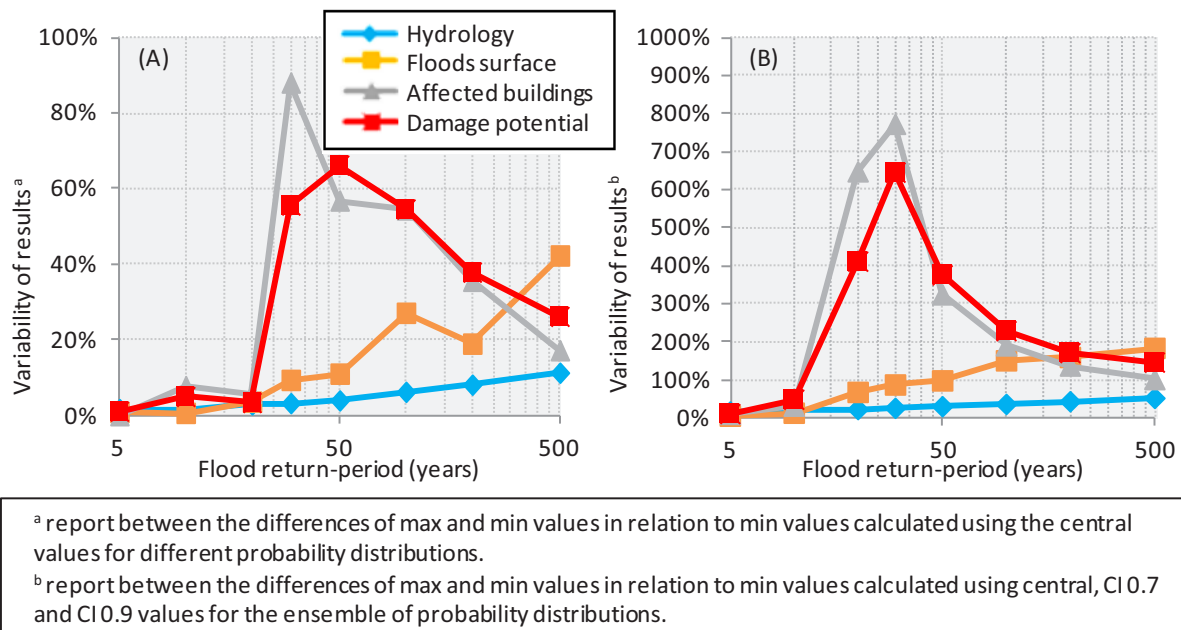 Hydrology
Floods surface
Affected buildings
Damage potential
(A)
100%
80%
60%
40%
20%
0%
Variability of results a
5
50
500
Flood return-period (years)
(B)
1000%
900%
800%
700%
600%
500%
400%
300%
200%
100%
0%
Variability of results b
5
50
500
Flood return-period (years)
a report between the differences of max and min values in relation to min values calculated using the central
values for different probability distributions.
b report between the differences of max and min values in relation to min values calculated using central, CI 0.7
and CI 0.9 values for the ensemble of probability distributions.